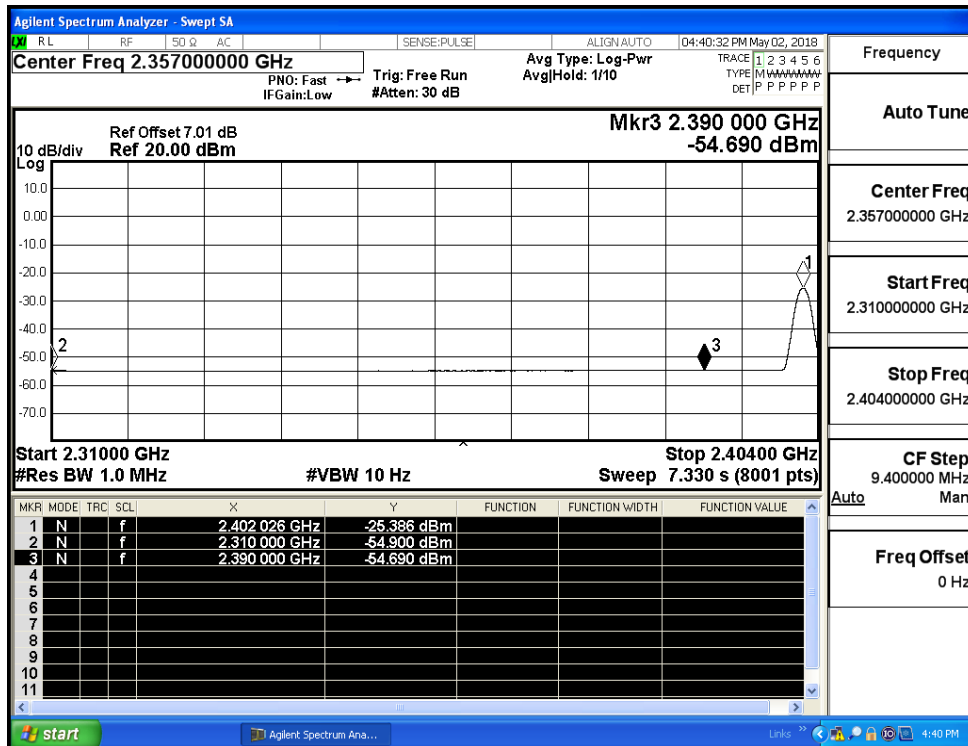 Agilent Spectrum Analyzer - Swept SA
LXI RL RF 50 Ω AC SENSE:PULSE ALIGN AUTO 04:40:32 PM May 02, 2018
Center Freq 2.357000000 GHz
PNO: Fast
IFGain:Low
Trig: Free Run
#Atten: 30 dB
Avg Type: Log-Pwr
Avg|Hold: 1/10
TRACE 1 2 3 4 5 6
TYPE M WWWWW
DET P P P P P P
Ref Offset 7.01 dB
10 dB/div Ref 20.00 dBm
Log
Mkr3 2.390 000 GHz
-54.690 dBm
10.0
0.00
-10.0
-20.0
-30.0
-40.0
-50.0
-60.0
-70.0
1
2
3
Start 2.31000 GHz Stop 2.40400 GHz
#Res BW 1.0 MHz #VBW 10 Hz Sweep 7.330 s (8001 pts)
MKR MODE TRC SCL X Y FUNCTION FUNCTION WIDTH FUNCTION VALUE
1 N f 2.402 026 GHz -25.386 dBm
2 N f 2.310 000 GHz -54.900 dBm
3 N f 2.390 000 GHz -54.690 dBm
4
5
6
7
8
9
10
11
Frequency
Auto Tune
Center Freq
2.357000000 GHz
Start Freq
2.310000000 GHz
Stop Freq
2.404000000 GHz
CF Step
9.400000 MHz
Auto Man
Freq Offset
0 Hz
start Agilent Spectrum Ana... Links » 4:40 PM